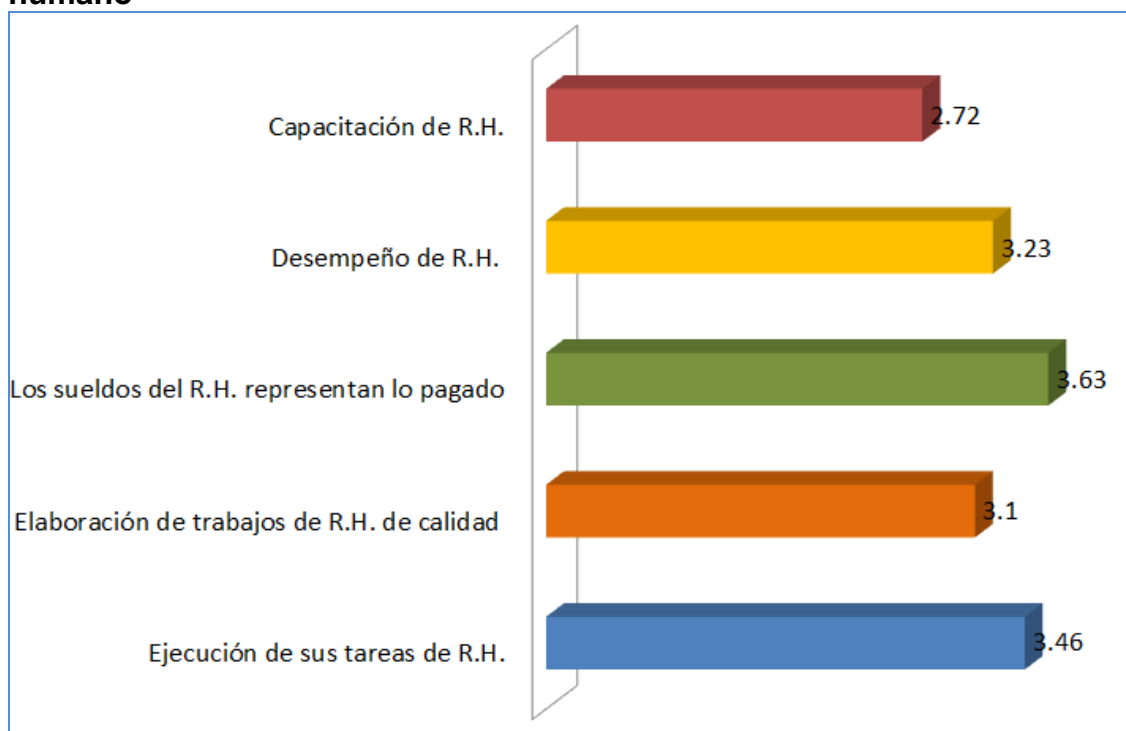 humano
Capacitación de R.H.
2.72
Desempeño de R.H.
3.23
Los sueldos del R.H. representan lo pagado
3.63
Elaboración de trabajos de R.H. de calidad
3.1
Ejecución de sus tareas de R.H.
3.46